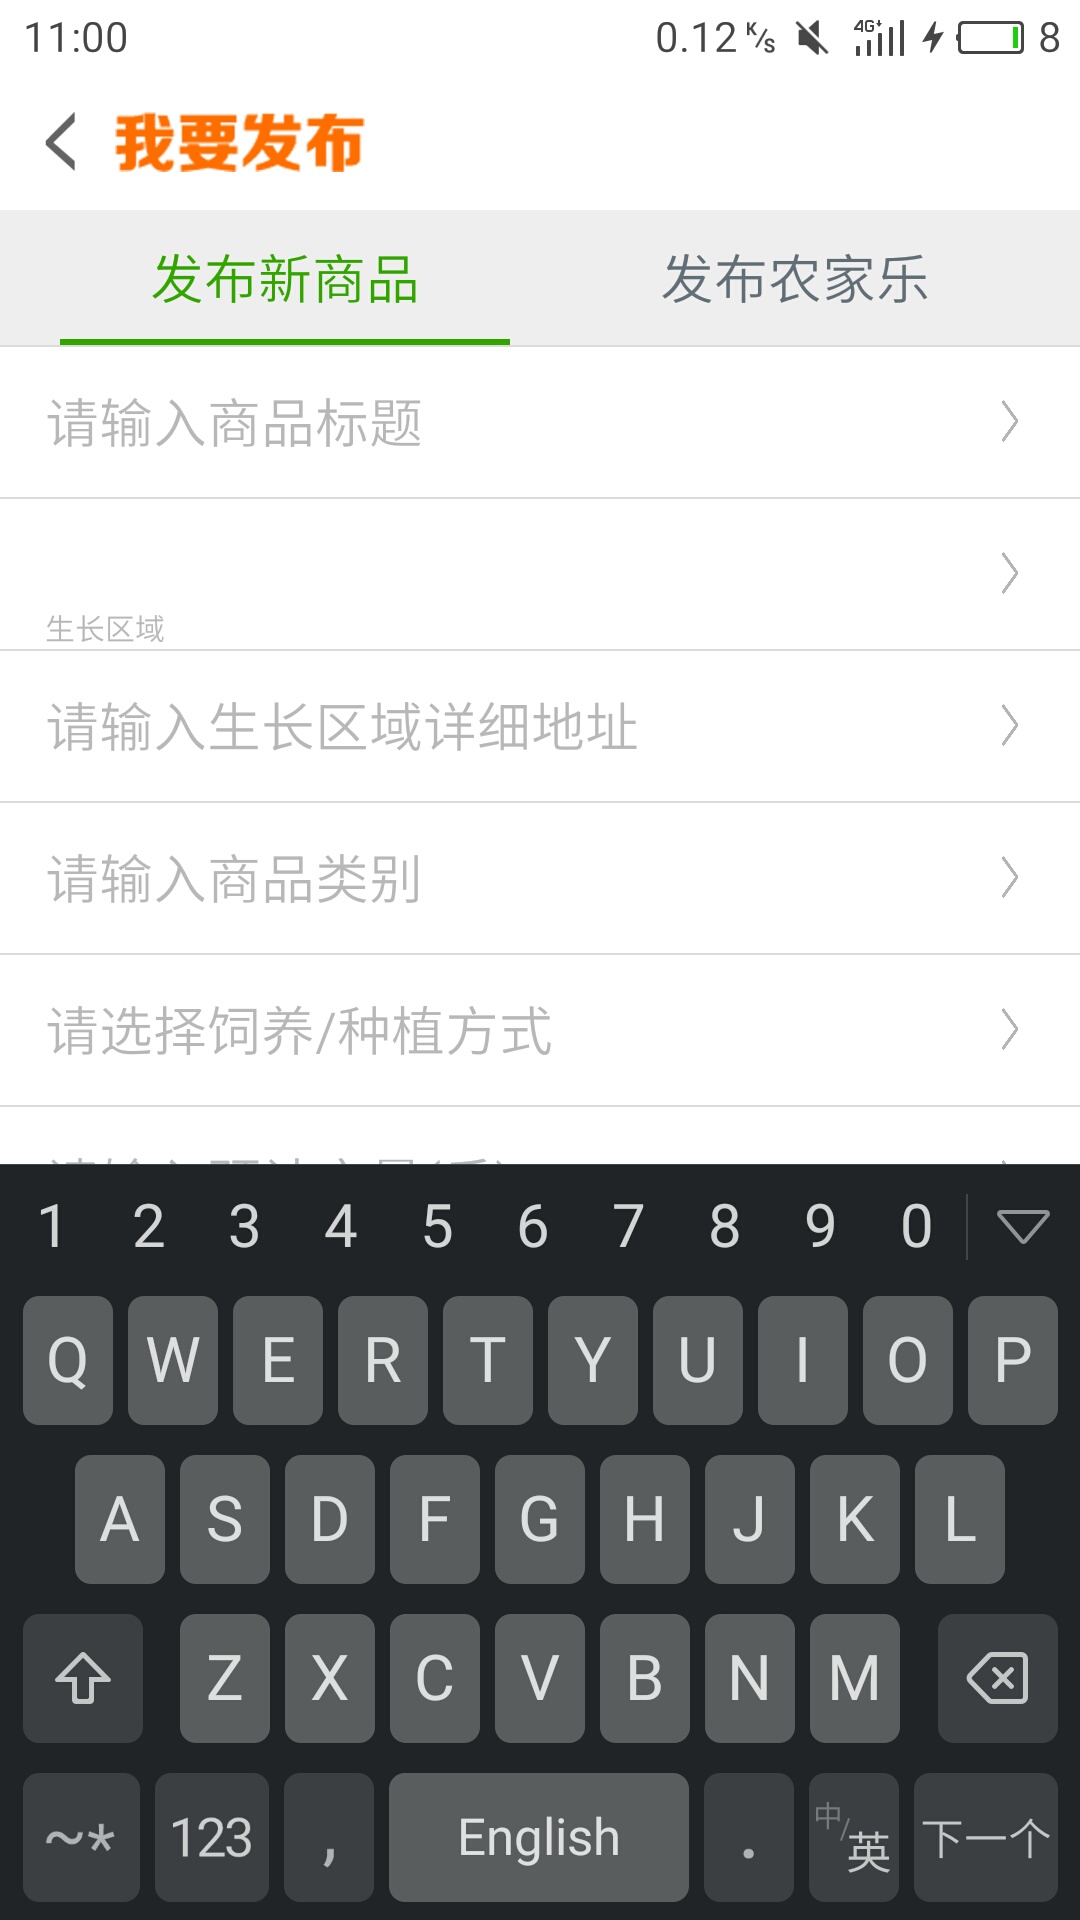 11:00 0.12 K/s 4G+ 8
我要发布
发布新商品 发布农家乐
请输入商品标题
生长区域
请输入生长区域详细地址
请输入商品类别
请选择饲养/种植方式
1 2 3 4 5 6 7 8 9 0
Q W E R T Y U I O P
A S D F G H J K L
Z X C V B N M
~* 123 , English . 中/英 下一个